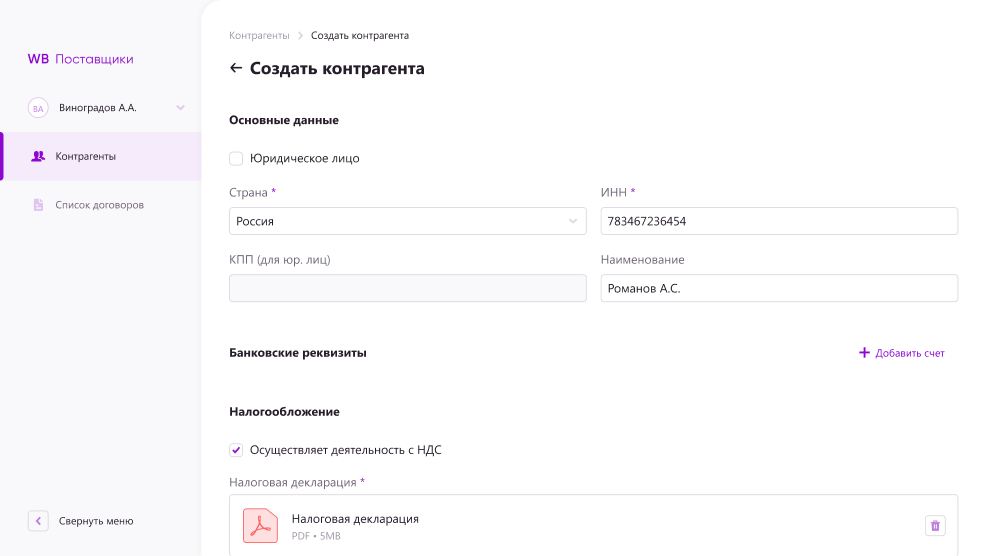 WB Поставщики
ВА
Виноградов А.А.
Контрагенты
Список договоров
Свернуть меню
Контрагенты > Создать контрагента
← Создать контрагента
Основные данные
Юридическое лицо
Страна *
Россия
ИНН *
783467236454
КПП (для юр. лиц)
Наименование
Романов А.С.
Банковские реквизиты
+ Добавить счет
Налогообложение
Осуществляет деятельность с НДС
Налоговая декларация *
Налоговая декларация
PDF • 5MB